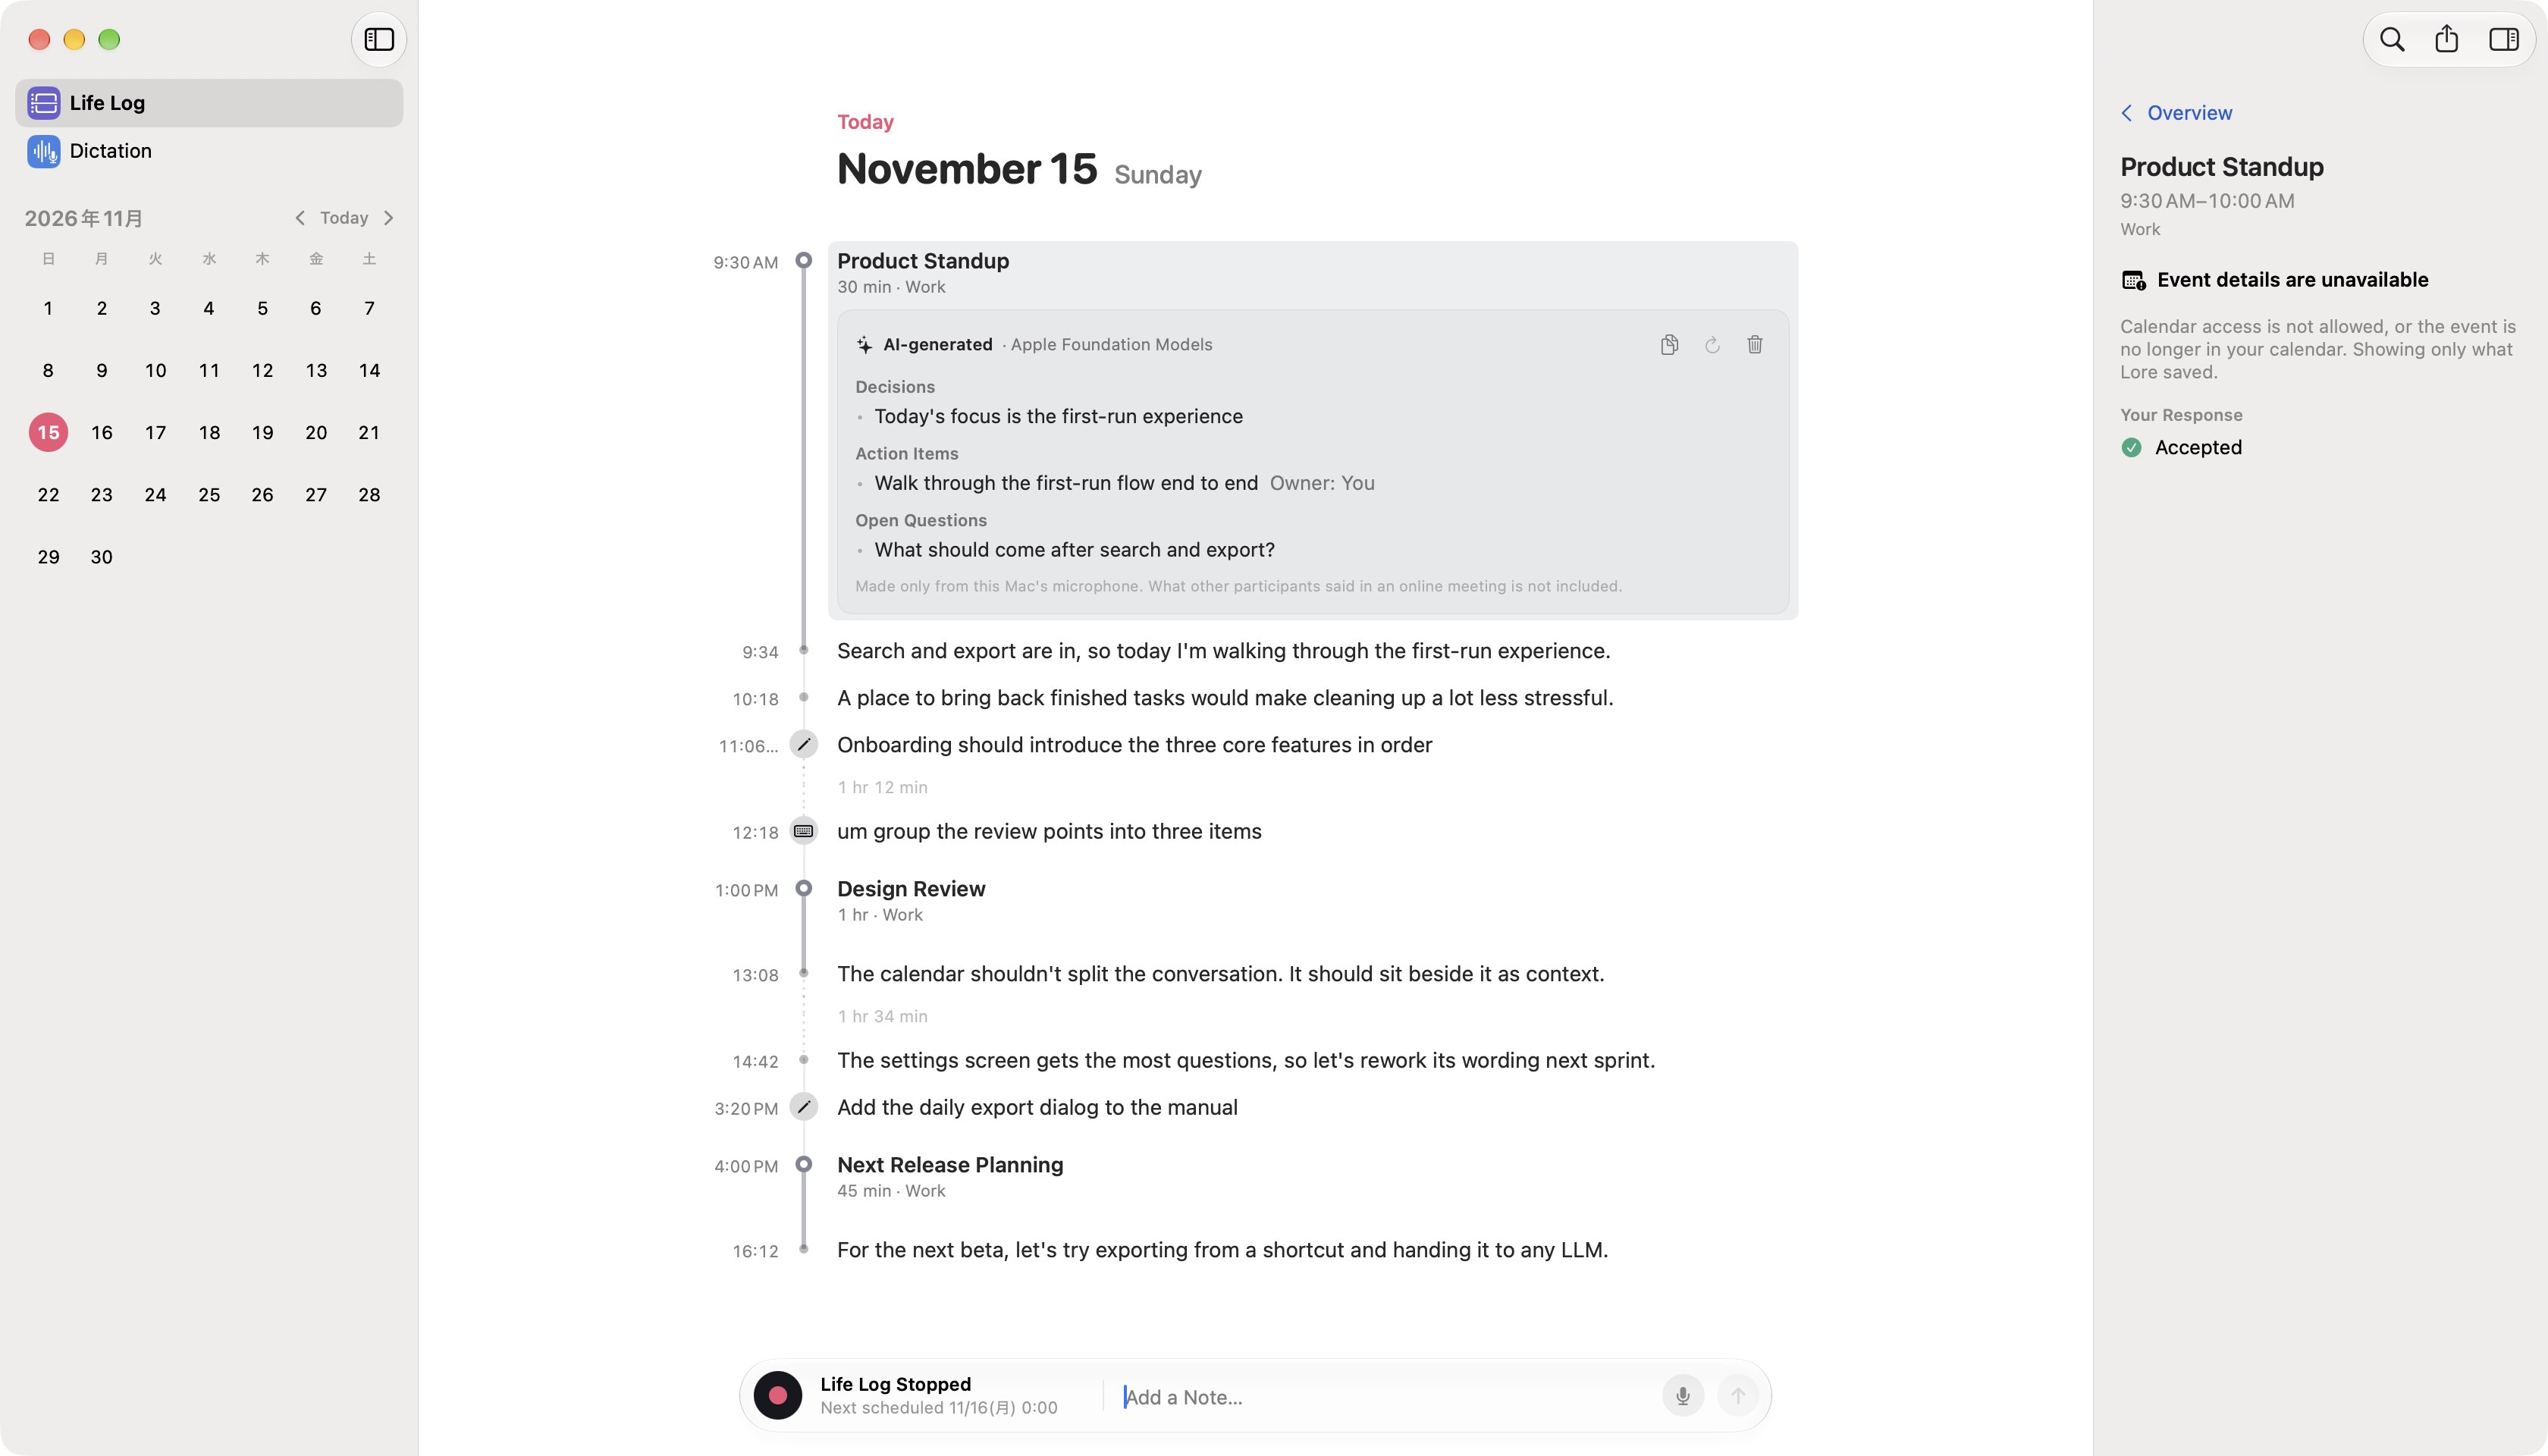 Life Log
Dictation
2026年11月
Today
日 月 火 水 木 金 土
1 2 3 4 5 6 7
8 9 10 11 12 13 14
15 16 17 18 19 20 21
22 23 24 25 26 27 28
29 30
Today
November 15 Sunday
9:30 AM Product Standup
30 min · Work
AI-generated · Apple Foundation Models
Decisions
• Today's focus is the first-run experience
Action Items
• Walk through the first-run flow end to end Owner: You
Open Questions
• What should come after search and export?
Made only from this Mac's microphone. What other participants said in an online meeting is not included.
9:34 Search and export are in, so today I'm walking through the first-run experience.
10:18 A place to bring back finished tasks would make cleaning up a lot less stressful.
11:06... Onboarding should introduce the three core features in order
1 hr 12 min
12:18 um group the review points into three items
1:00 PM Design Review
1 hr · Work
13:08 The calendar shouldn't split the conversation. It should sit beside it as context.
1 hr 34 min
14:42 The settings screen gets the most questions, so let's rework its wording next sprint.
3:20 PM Add the daily export dialog to the manual
4:00 PM Next Release Planning
45 min · Work
16:12 For the next beta, let's try exporting from a shortcut and handing it to any LLM.
Life Log Stopped
Next scheduled 11/16(月) 0:00
Add a Note...
Overview
Product Standup
9:30 AM–10:00 AM
Work
Event details are unavailable
Calendar access is not allowed, or the event is
no longer in your calendar. Showing only what
Lore saved.
Your Response
Accepted